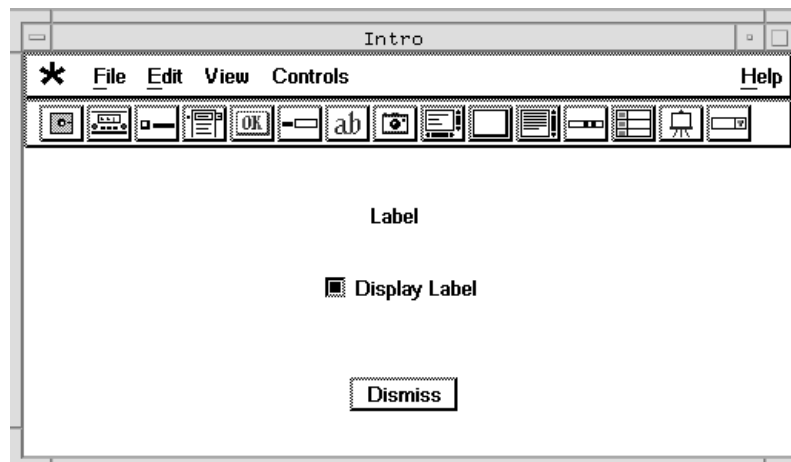 Intro
File Edit View Controls Help
OK ab
Label
Display Label
Dismiss